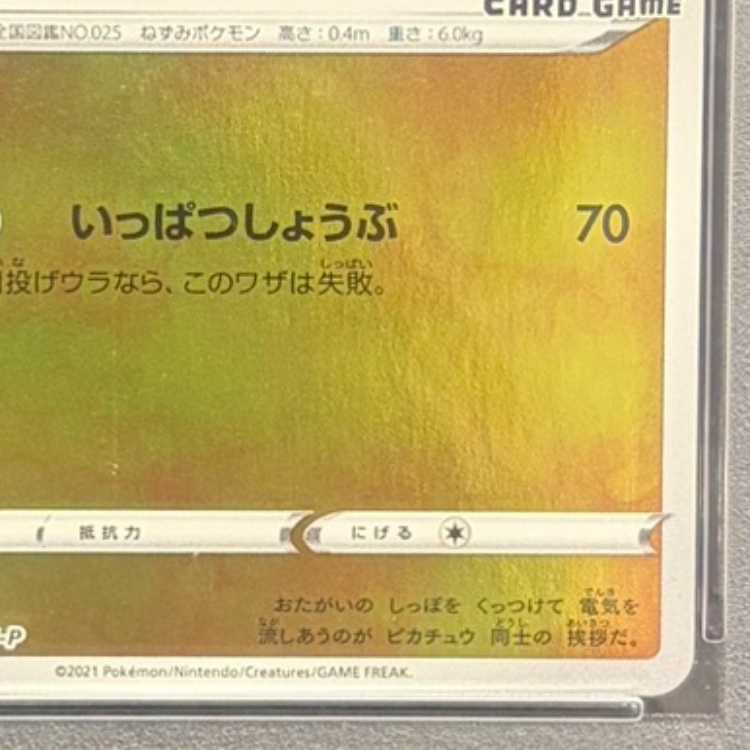 CARD GAME
全国図鑑NO.025 ねずみポケモン 高さ：0.4m 重さ：6.0kg
いっぱつしょうぶ 70
投げウラなら、このワザは失敗。
抵抗力 にげる
おたがいの しっぽを くっつけて 電気を
流しあうのが ピカチュウ 同士の 挨拶だ。
-P
©2021 Pokémon/Nintendo/Creatures/GAME FREAK.